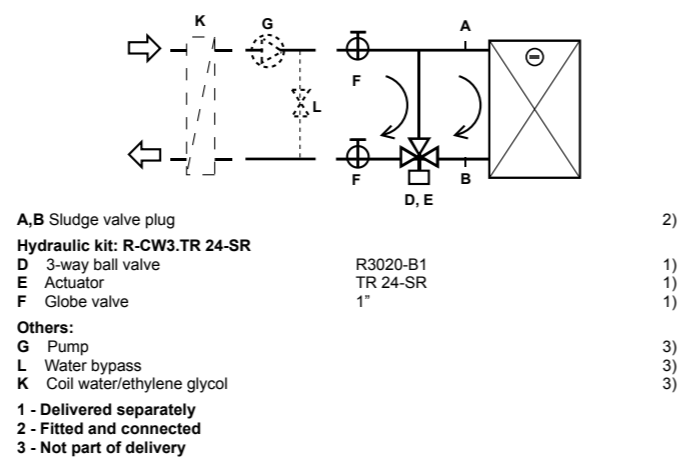 K
G
A
F
L
F
B
D, E
A,B Sludge valve plug 2)
Hydraulic kit: R-CW3.TR 24-SR
D 3-way ball valve R3020-B1 1)
E Actuator TR 24-SR 1)
F Globe valve 1” 1)
Others:
G Pump 3)
L Water bypass 3)
K Coil water/ethylene glycol 3)
1 - Delivered separately
2 - Fitted and connected
3 - Not part of delivery